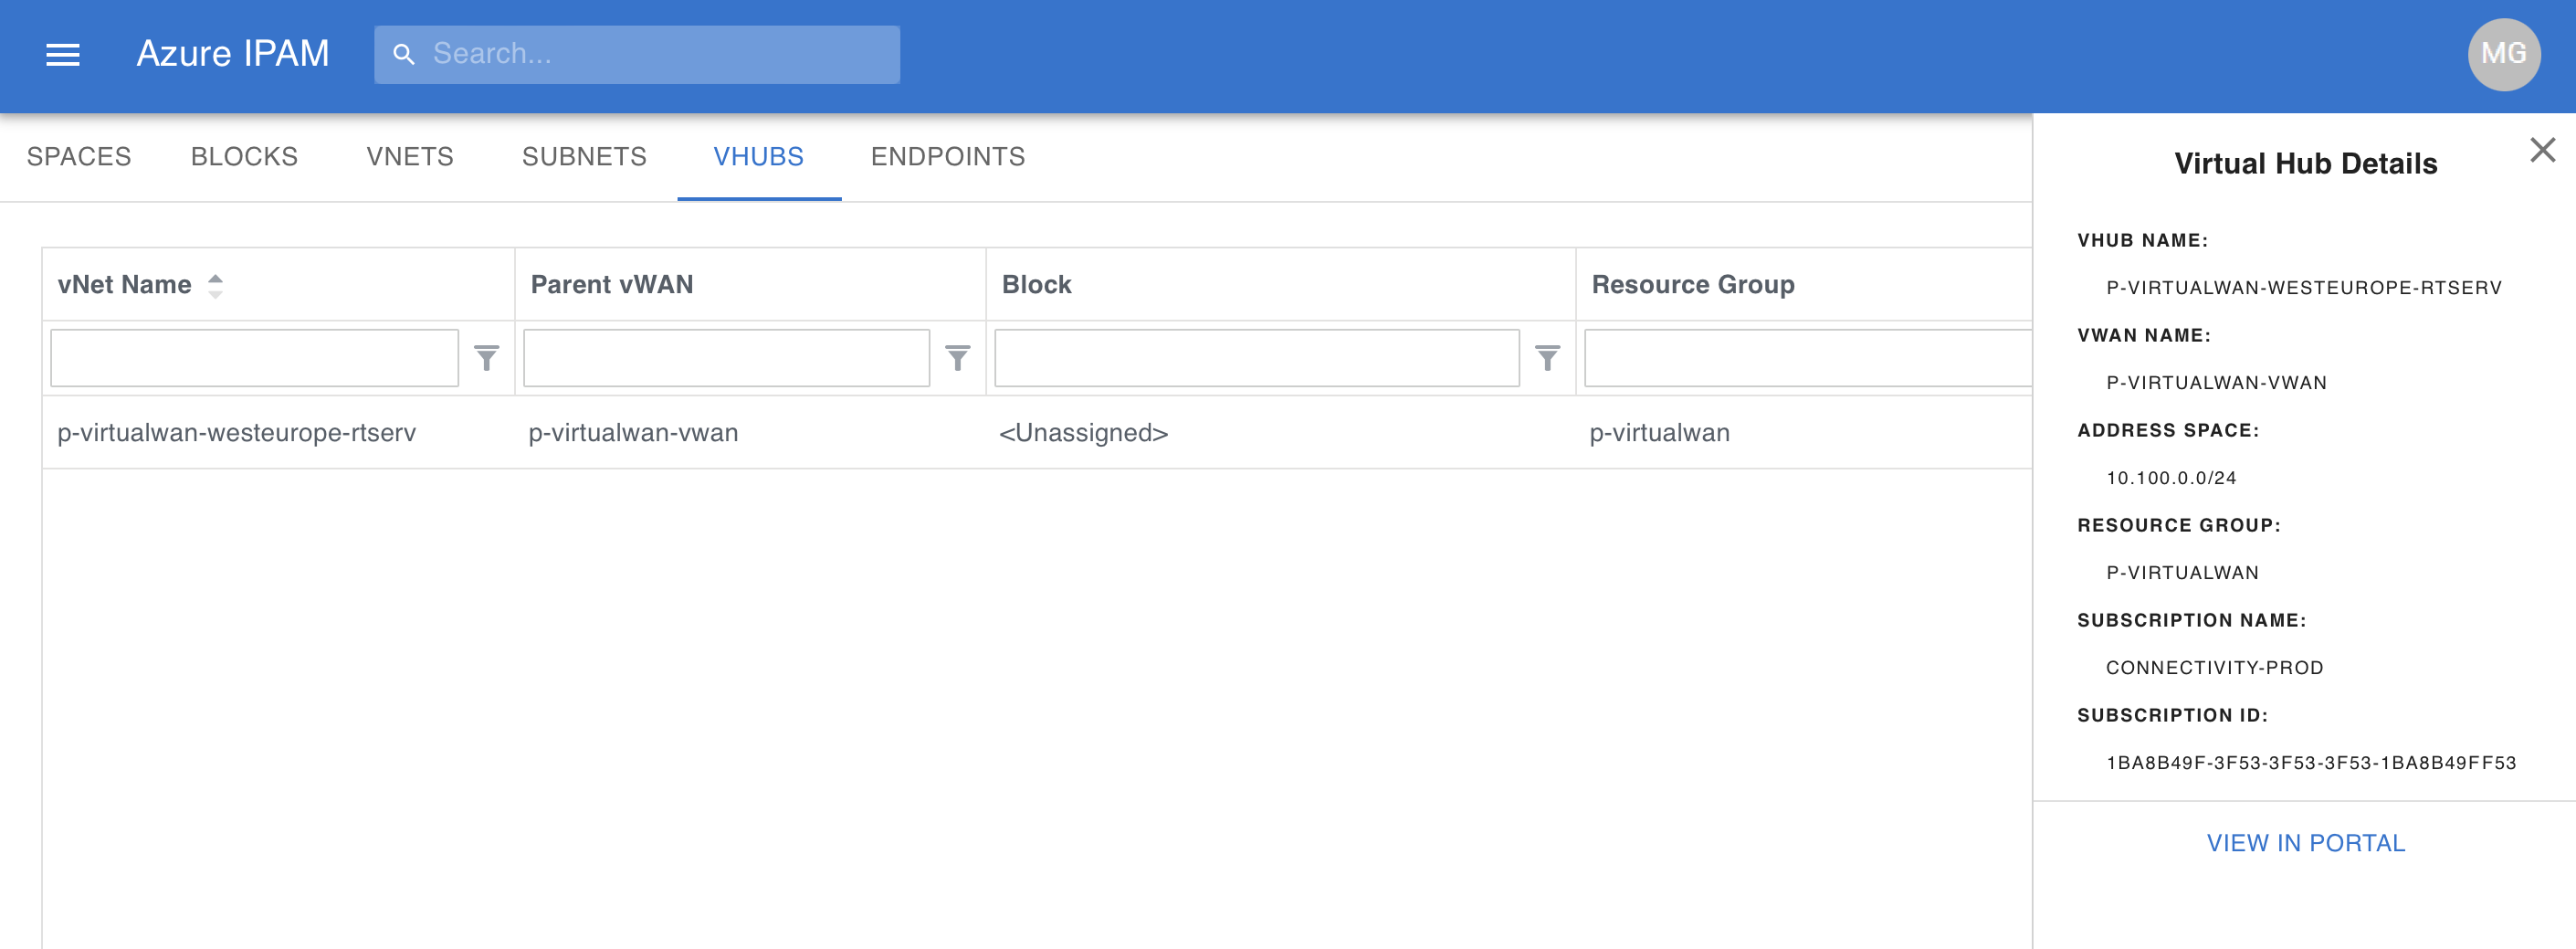 Azure IPAM
Search...
MG
SPACES BLOCKS VNETS SUBNETS VHUBS ENDPOINTS
vNet Name Parent vWAN Block Resource Group
p-virtualwan-westeurope-rtserv p-virtualwan-vwan <Unassigned> p-virtualwan
Virtual Hub Details
VHUB NAME:
P-VIRTUALWAN-WESTEUROPE-RTSERV
VWAN NAME:
P-VIRTUALWAN-VWAN
ADDRESS SPACE:
10.100.0.0/24
RESOURCE GROUP:
P-VIRTUALWAN
SUBSCRIPTION NAME:
CONNECTIVITY-PROD
SUBSCRIPTION ID:
1BA8B49F-3F53-3F53-3F53-1BA8B49FF53
VIEW IN PORTAL